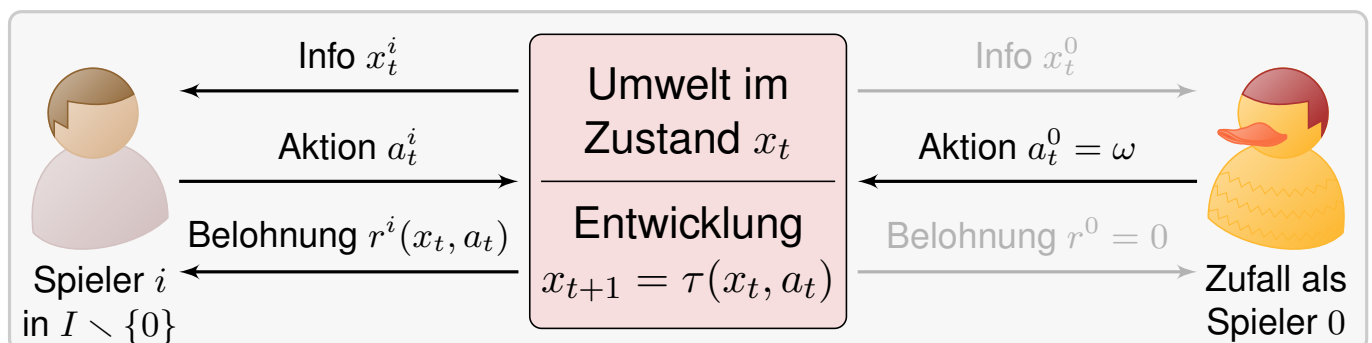 Info $x_t^i$
Aktion $a_t^i$
Belohnung $r^i(x_t, a_t)$
Spieler $i$
in $I \smallsetminus \{0\}$
Umwelt im
Zustand $x_t$
Entwicklung
$x_{t+1} = \tau(x_t, a_t)$
Info $x_t^0$
Aktion $a_t^0 = \omega$
Belohnung $r^0 = 0$
Zufall als
Spieler $0$